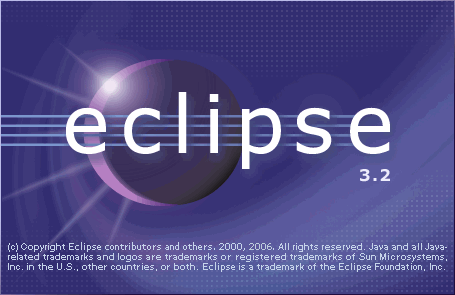 eclipse
3.2
(c) Copyright Eclipse contributors and others, 2000, 2006. All rights reserved. Java and all Java-
related trademarks and logos are trademarks or registered trademarks of Sun Microsystems,
Inc. in the U.S., other countries, or both. Eclipse is a trademark of the Eclipse Foundation, Inc.